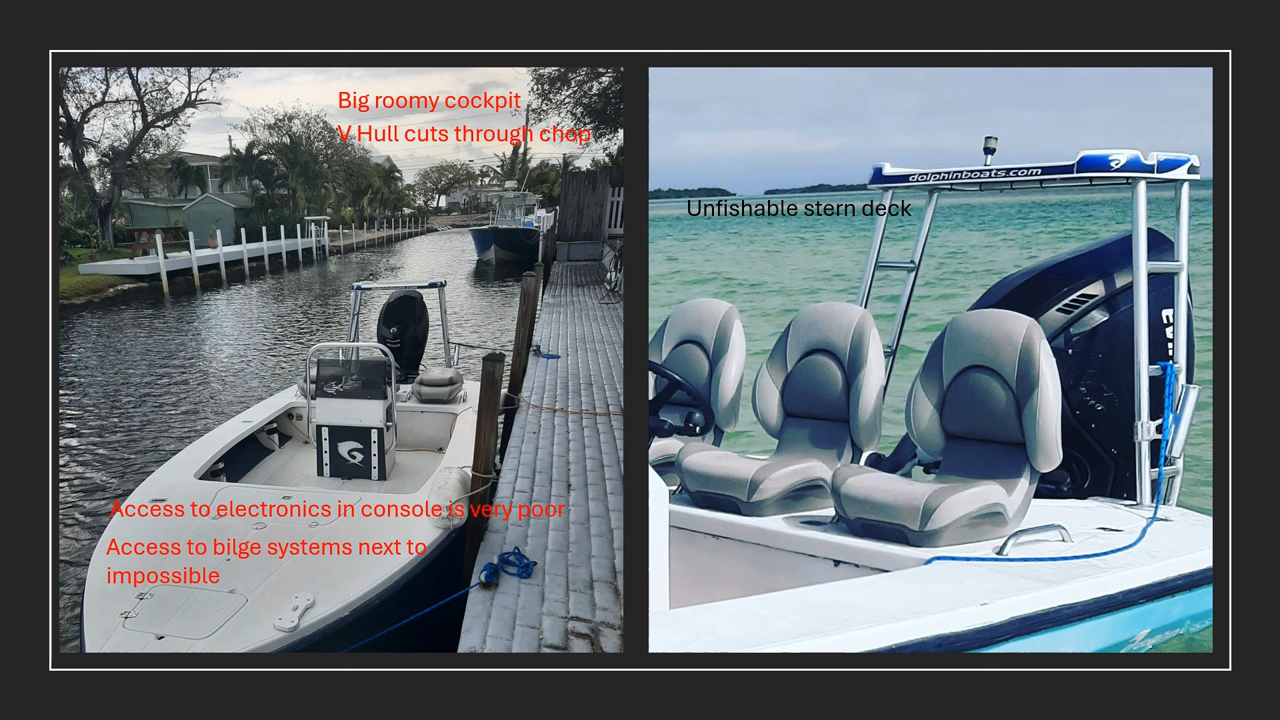 Big roomy cockpit
V Hull cuts through chop
Access to electronics in console is very poor
Access to bilge systems next to
impossible
dolphinboats.com
Unfishable stern deck